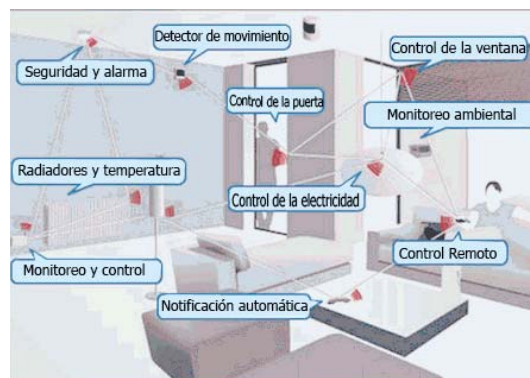 Detector de movimiento
Control de la ventana
Seguridad y alarma
Control de la puerta
Monitoreo ambiental
Radiadores y temperatura
Control de la electricidad
Monitoreo y control
Control Remoto
Notificación automática